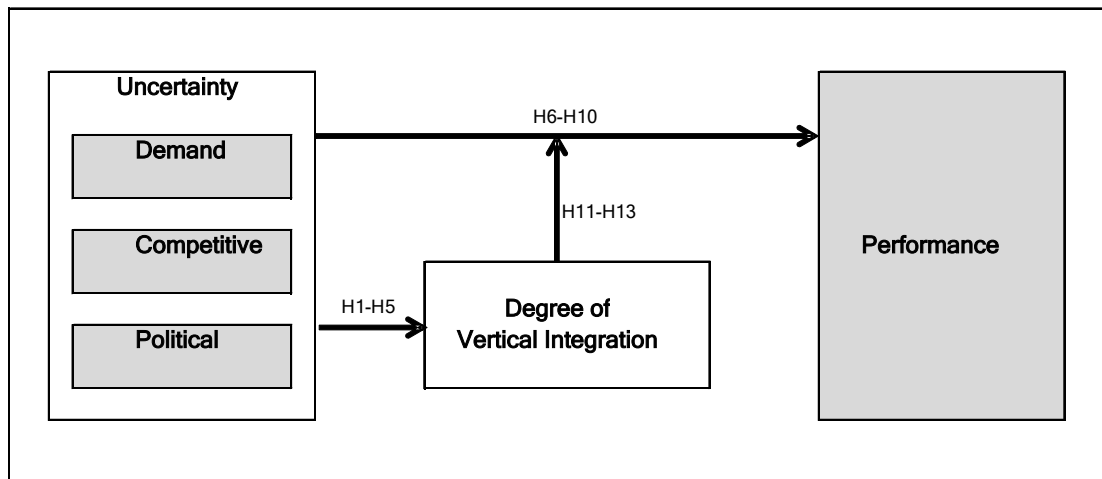 Uncertainty
Demand
Competitive
Political
H6-H10
H11-H13
H1-H5
Degree of
Vertical Integration
Performance